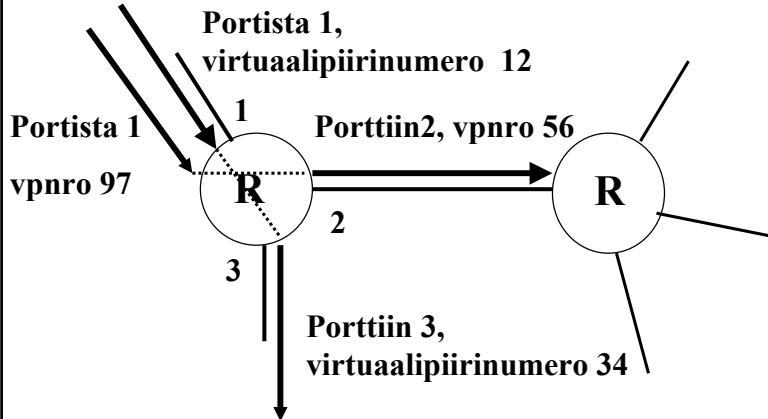 Portista 1,
virtuaalipiirinumero 12
1
Portista 1
vpnro 97
Porttiin2, vpnro 56
R
R
2
3
Porttiin 3,
virtuaalipiirinumero 34